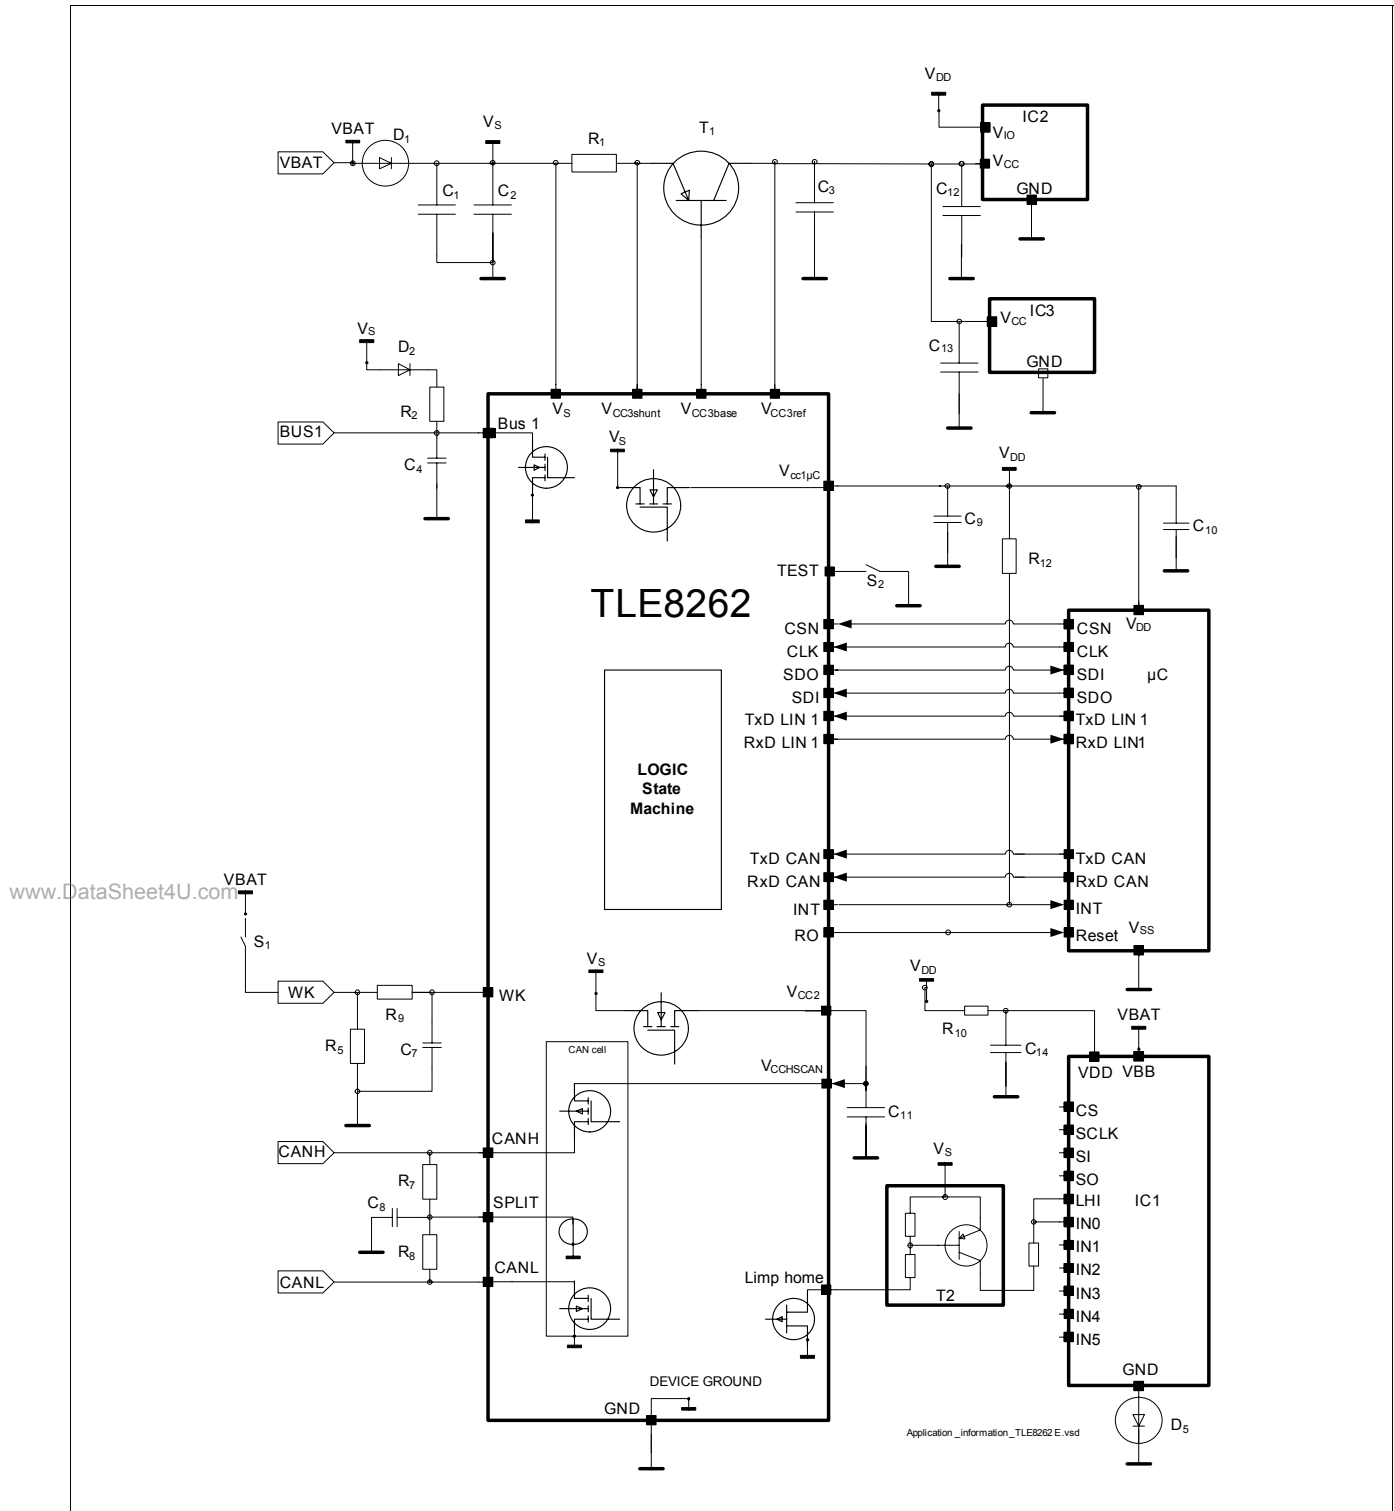 VDD
IC2
VIO
VCC
GND
VBAT
VBAT
D1
VS
R1
T1
C1
C2
C3
C12
IC3
VCC
GND
C13
VS
D2
R2
BUS1
C4
Bus 1
VS
VCC3shunt
VCC3base
VCC3ref
VS
Vcc1µC
VDD
C9
R12
C10
TEST
S2
TLE8262
CSN
CLK
SDO
SDI
TxD LIN 1
RxD LIN 1
VDD
CSN
CLK
SDI
SDO
TxD LIN 1
RxD LIN1
µC
LOGIC
State
Machine
TxD CAN
RxD CAN
INT
RO
TxD CAN
RxD CAN
INT
Reset
VSS
www.DataSheet4U.com
VBAT
S1
WK
R9
R5
C7
WK
VS
VCC2
CAN cell
VCCHSCAN
C11
VDD
R10
C14
VBAT
VDD
VBB
CS
SCLK
SI
SO
LHI
IN0
IN1
IN2
IN3
IN4
IN5
IC1
GND
D5
CANH
CANH
R7
C8
SPLIT
R8
CANL
CANL
VS
T2
Limp home
DEVICE GROUND
GND
Application_information_TLE8262E.vsd